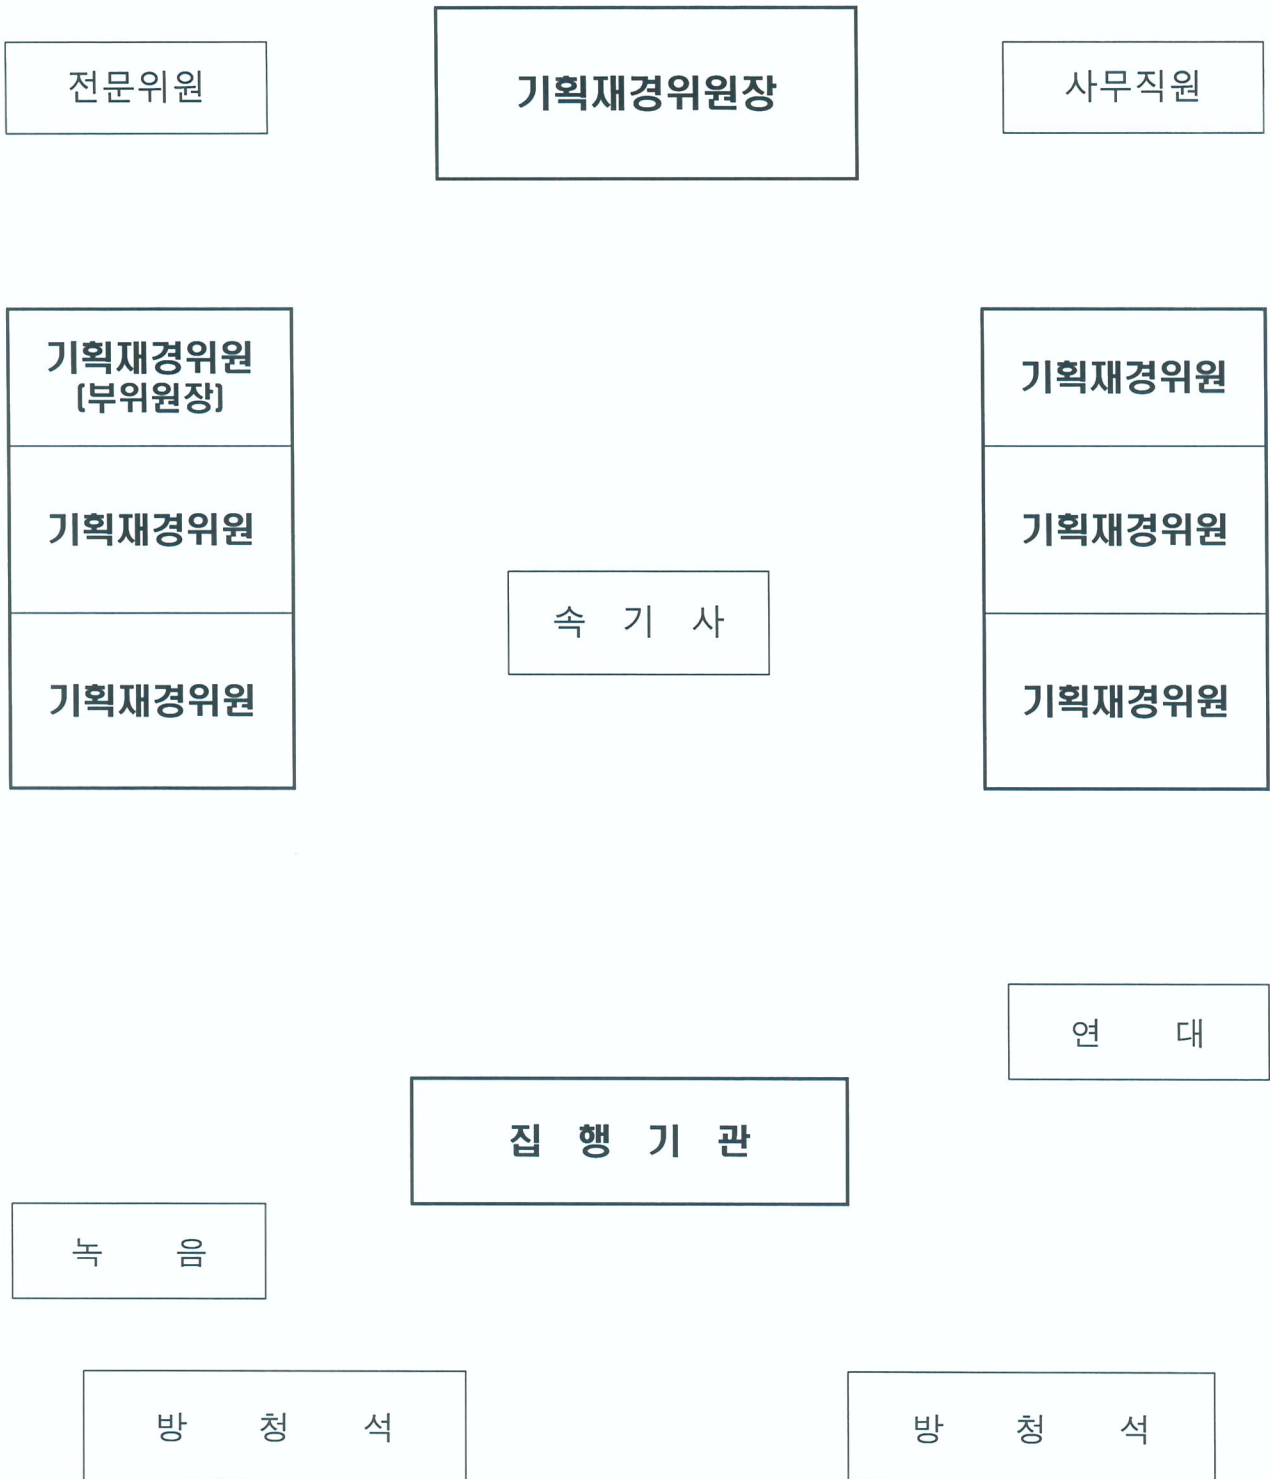 전문위원
기획재경위원장
사무직원
기획재경위원
(부위원장)
기획재경위원
기획재경위원
기획재경위원
기획재경위원
기획재경위원
속 기 사
연 대
집 행 기 관
녹 음
방 청 석
방 청 석